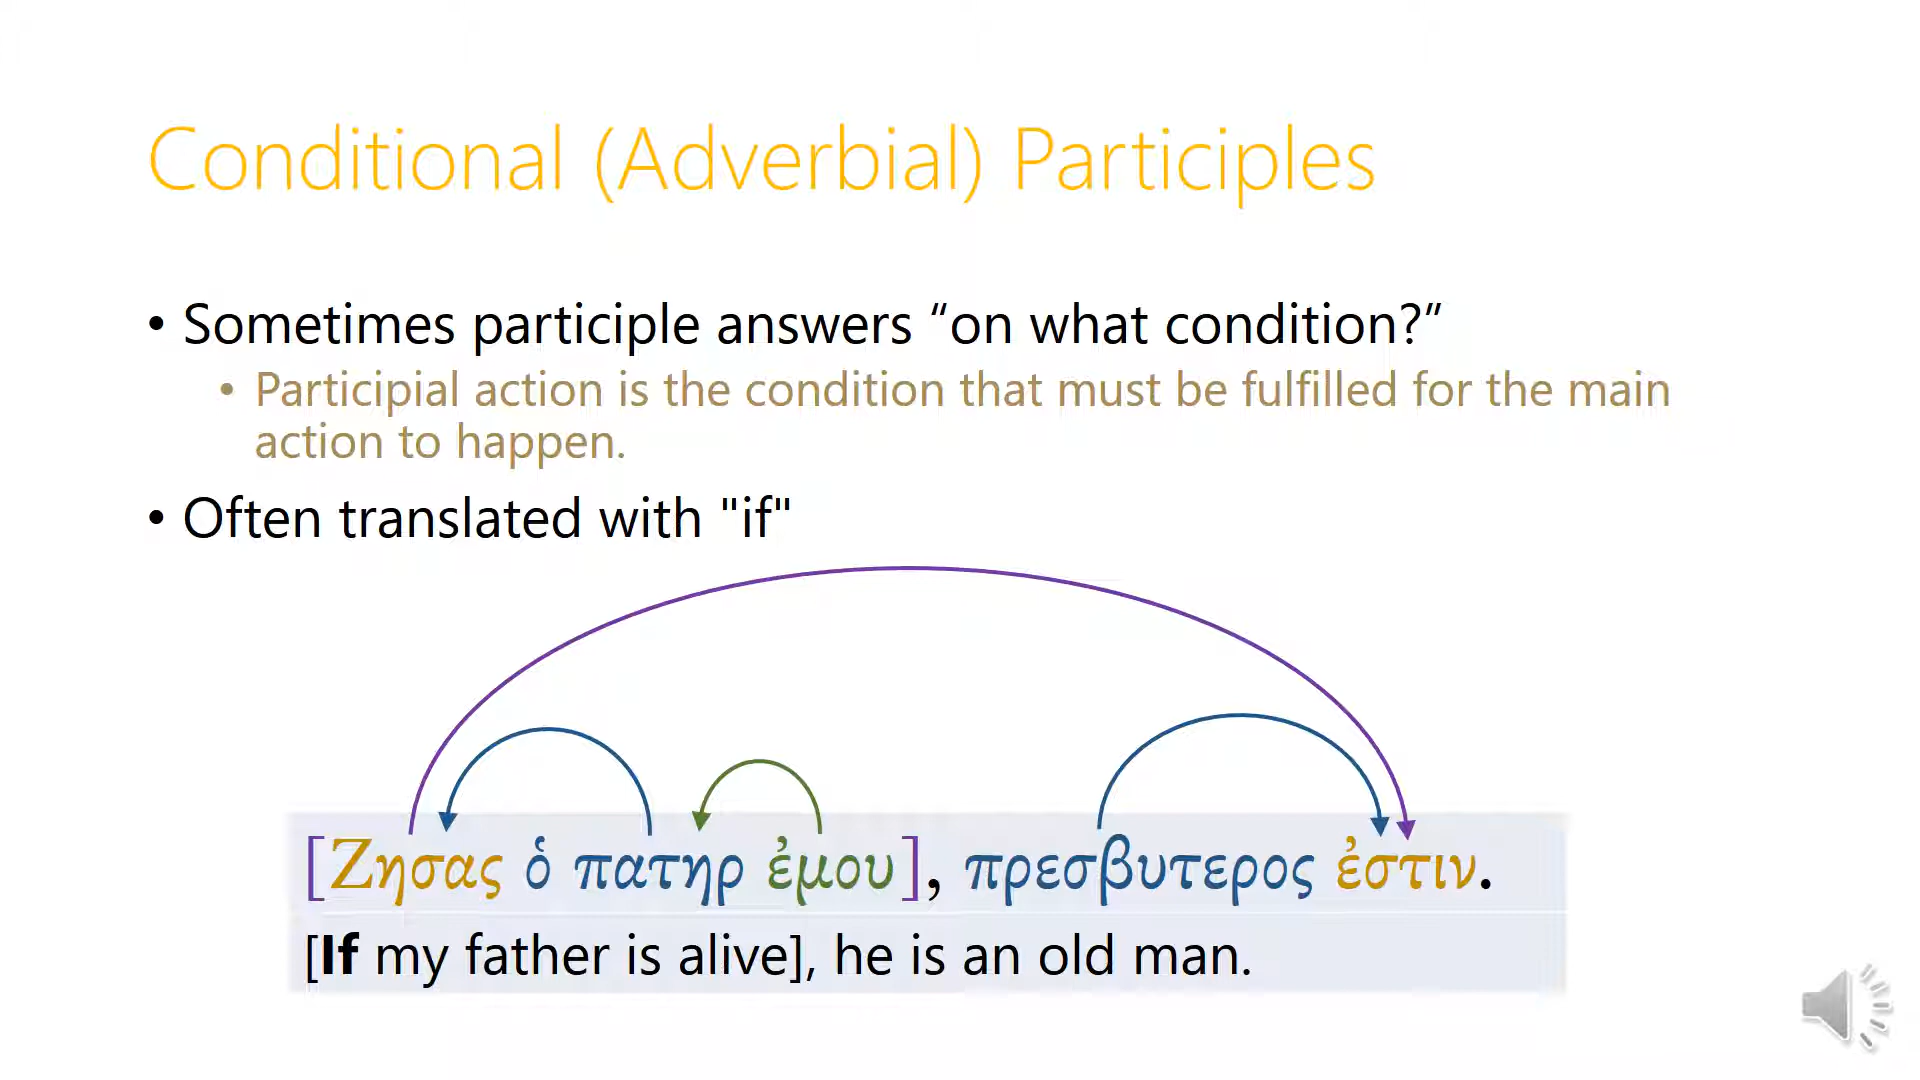 Conditional (Adverbial) Participles
• Sometimes participle answers “on what condition?”
• Participial action is the condition that must be fulfilled for the main
action to happen.
• Often translated with "if"
[Ζησας ὁ πατηρ ἐμου], πρεσβυτερος ἐστιν.
[If my father is alive], he is an old man.